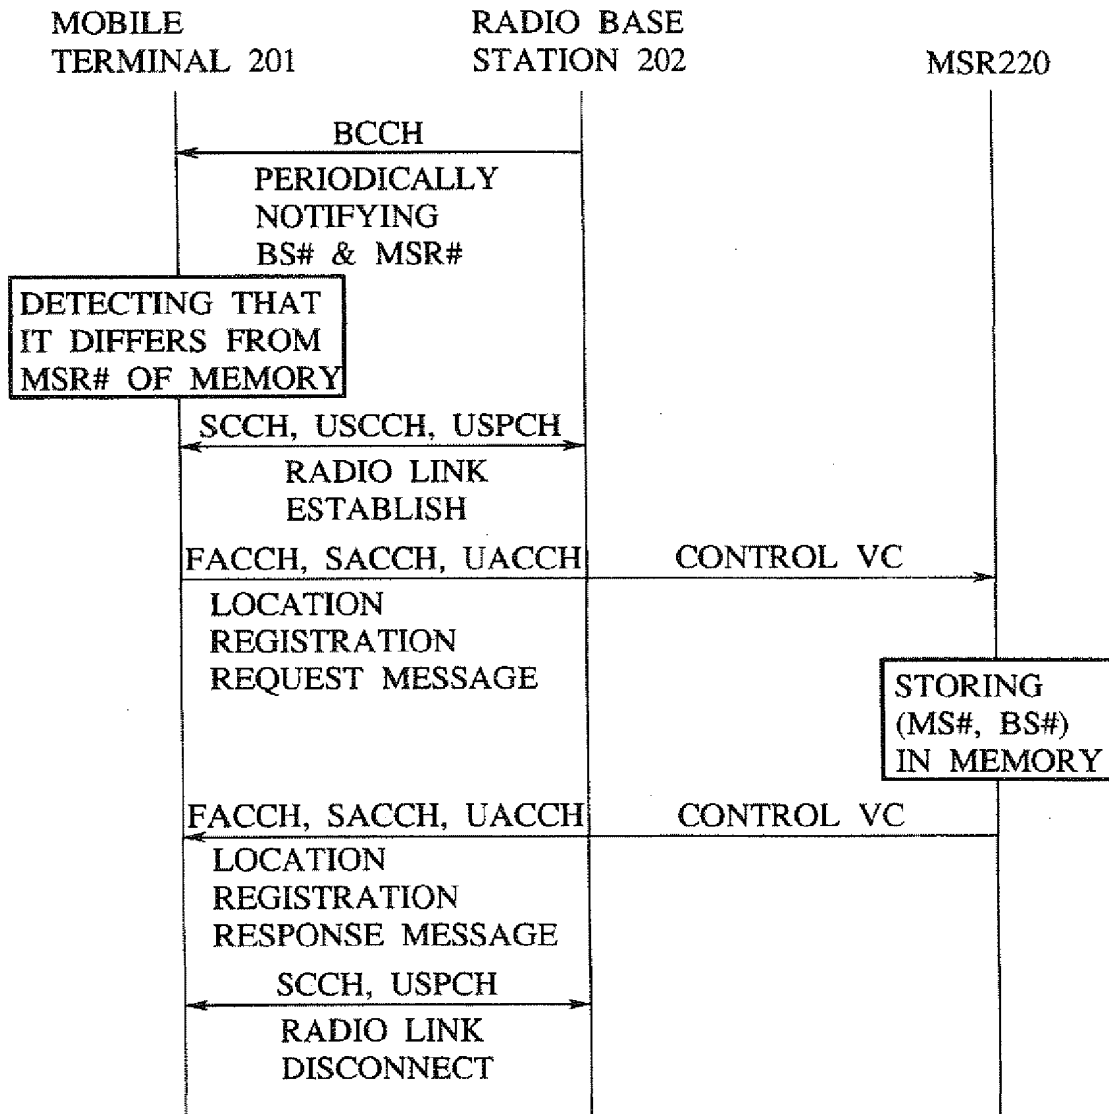 MOBILE
TERMINAL 201
RADIO BASE
STATION 202
MSR220
BCCH
PERIODICALLY
NOTIFYING
BS# & MSR#
DETECTING THAT
IT DIFFERS FROM
MSR# OF MEMORY
SCCH, USCCH, USPCH
RADIO LINK
ESTABLISH
FACCH, SACCH, UACCH
CONTROL VC
LOCATION
REGISTRATION
REQUEST MESSAGE
STORING
(MS#, BS#)
IN MEMORY
FACCH, SACCH, UACCH
CONTROL VC
LOCATION
REGISTRATION
RESPONSE MESSAGE
SCCH, USPCH
RADIO LINK
DISCONNECT